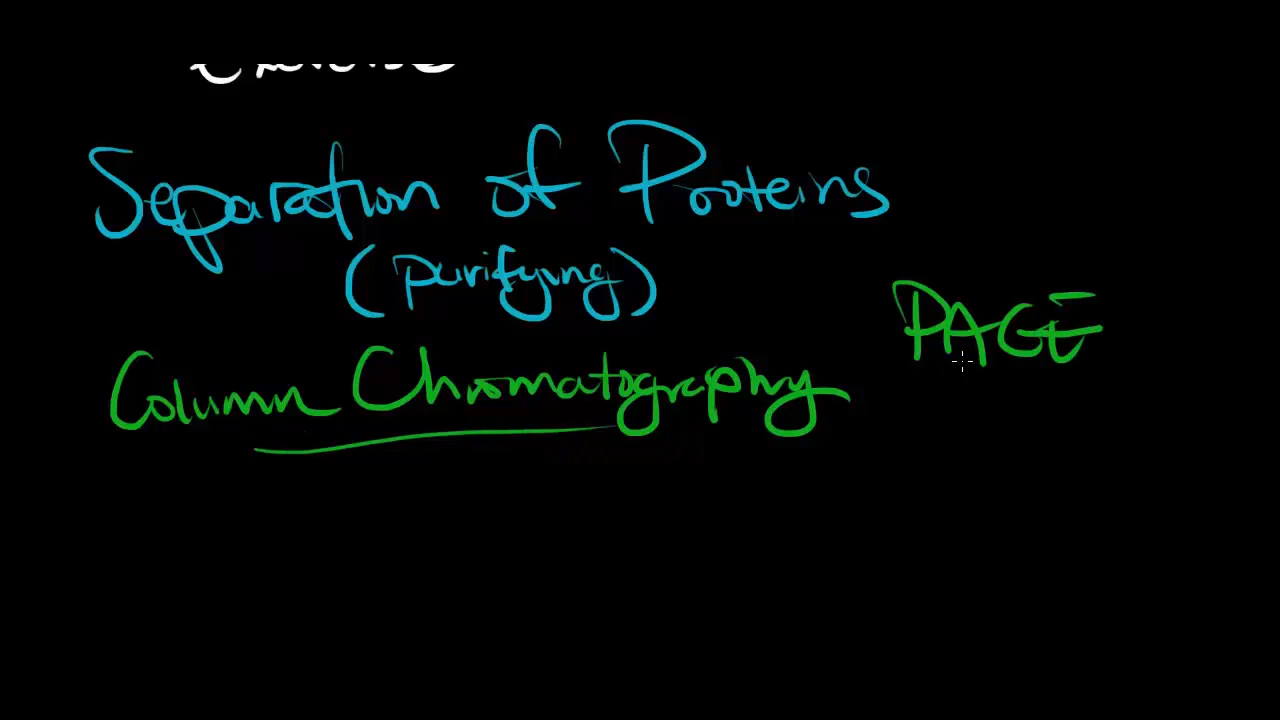 Separation of Proteins
(purifying)
PAGE
Column Chromatography